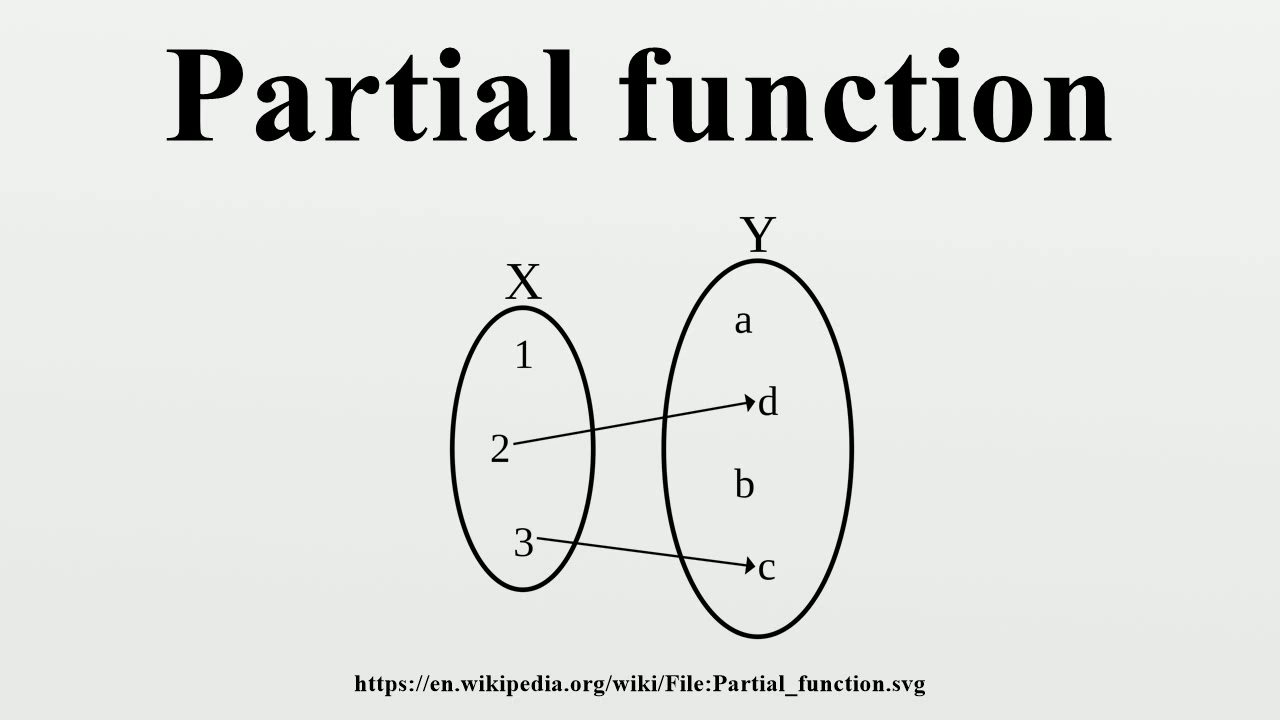 Partial function
Y
X
a
1
d
2
b
3
c
https://en.wikipedia.org/wiki/File:Partial_function.svg